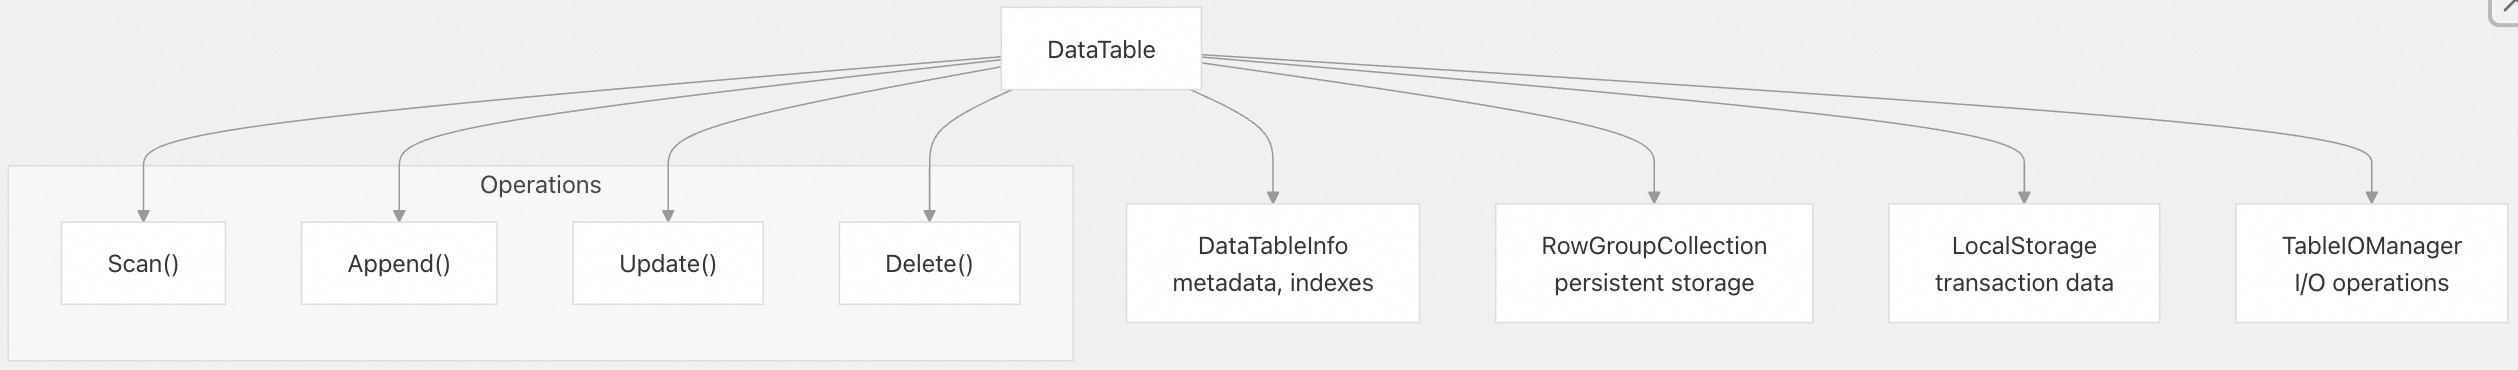 DataTable
Operations
Scan()
Append()
Update()
Delete()
DataTableInfo
metadata, indexes
RowGroupCollection
persistent storage
LocalStorage
transaction data
TableIOManager
I/O operations